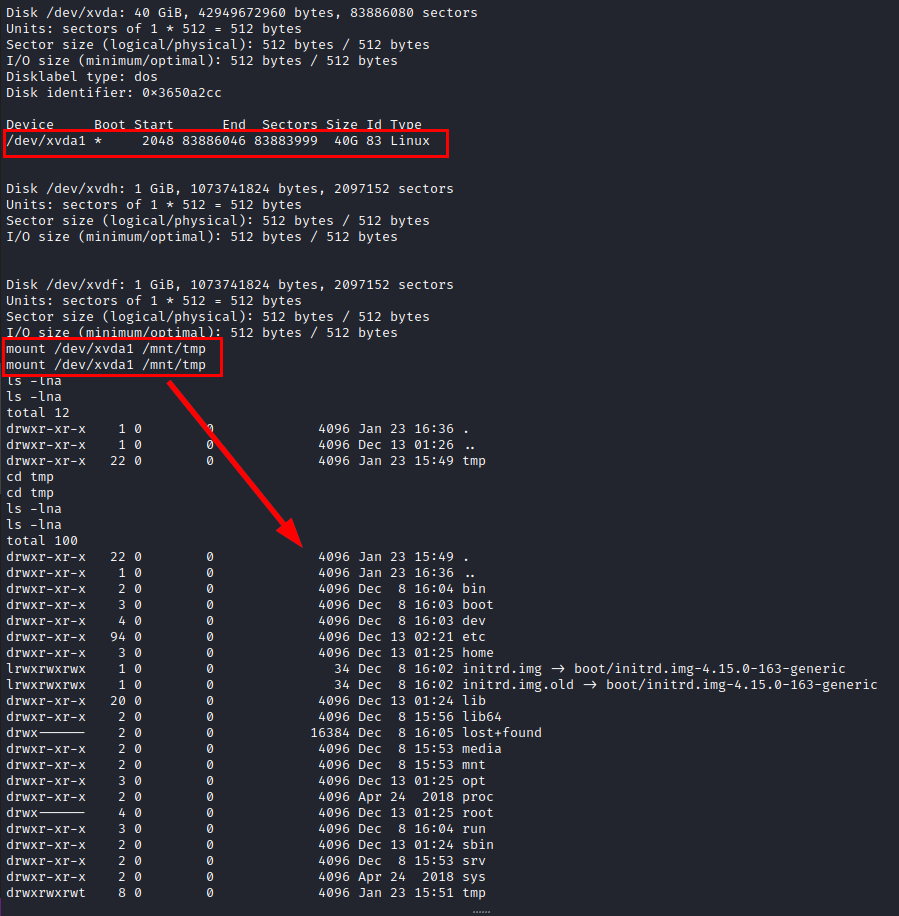 Disk /dev/xvda: 40 GiB, 42949672960 bytes, 83886080 sectors
Units: sectors of 1 * 512 = 512 bytes
Sector size (logical/physical): 512 bytes / 512 bytes
I/O size (minimum/optimal): 512 bytes / 512 bytes
Disklabel type: dos
Disk identifier: 0×3650a2cc
Device     Boot Start      End  Sectors Size Id Type
/dev/xvda1 *     2048 83886046 83883999  40G 83 Linux
Disk /dev/xvdh: 1 GiB, 1073741824 bytes, 2097152 sectors
Units: sectors of 1 * 512 = 512 bytes
Sector size (logical/physical): 512 bytes / 512 bytes
I/O size (minimum/optimal): 512 bytes / 512 bytes
Disk /dev/xvdf: 1 GiB, 1073741824 bytes, 2097152 sectors
Units: sectors of 1 * 512 = 512 bytes
Sector size (logical/physical): 512 bytes / 512 bytes
I/O size (minimum/optimal): 512 bytes / 512 bytes
mount /dev/xvda1 /mnt/tmp
mount /dev/xvda1 /mnt/tmp
ls -lna
ls -lna
total 12
drwxr-xr-x    1 0        0             4096 Jan 23 16:36 .
drwxr-xr-x    1 0        0             4096 Dec 13 01:26 ..
drwxr-xr-x   22 0        0             4096 Jan 23 15:49 tmp
cd tmp
cd tmp
ls -lna
ls -lna
total 100
drwxr-xr-x   22 0        0             4096 Jan 23 15:49 .
drwxr-xr-x    1 0        0             4096 Jan 23 16:36 ..
drwxr-xr-x    2 0        0             4096 Dec  8 16:04 bin
drwxr-xr-x    3 0        0             4096 Dec  8 16:03 boot
drwxr-xr-x    4 0        0             4096 Dec  8 16:03 dev
drwxr-xr-x   94 0        0             4096 Dec 13 02:21 etc
drwxr-xr-x    3 0        0             4096 Dec 13 01:25 home
lrwxrwxrwx    1 0        0               34 Dec  8 16:02 initrd.img → boot/initrd.img-4.15.0-163-generic
lrwxrwxrwx    1 0        0               34 Dec  8 16:02 initrd.img.old → boot/initrd.img-4.15.0-163-generic
drwxr-xr-x   20 0        0             4096 Dec 13 01:24 lib
drwxr-xr-x    2 0        0             4096 Dec  8 15:56 lib64
drwx------    2 0        0            16384 Dec  8 16:05 lost+found
drwxr-xr-x    2 0        0             4096 Dec  8 15:53 media
drwxr-xr-x    2 0        0             4096 Dec  8 15:53 mnt
drwxr-xr-x    3 0        0             4096 Dec 13 01:25 opt
drwxr-xr-x    2 0        0             4096 Apr 24  2018 proc
drwx------    4 0        0             4096 Dec 13 01:25 root
drwxr-xr-x    3 0        0             4096 Dec  8 16:04 run
drwxr-xr-x    2 0        0             4096 Dec 13 01:24 sbin
drwxr-xr-x    2 0        0             4096 Dec  8 15:53 srv
drwxr-xr-x    2 0        0             4096 Apr 24  2018 sys
drwxrwxrwt    8 0        0             4096 Jan 23 15:51 tmp
......